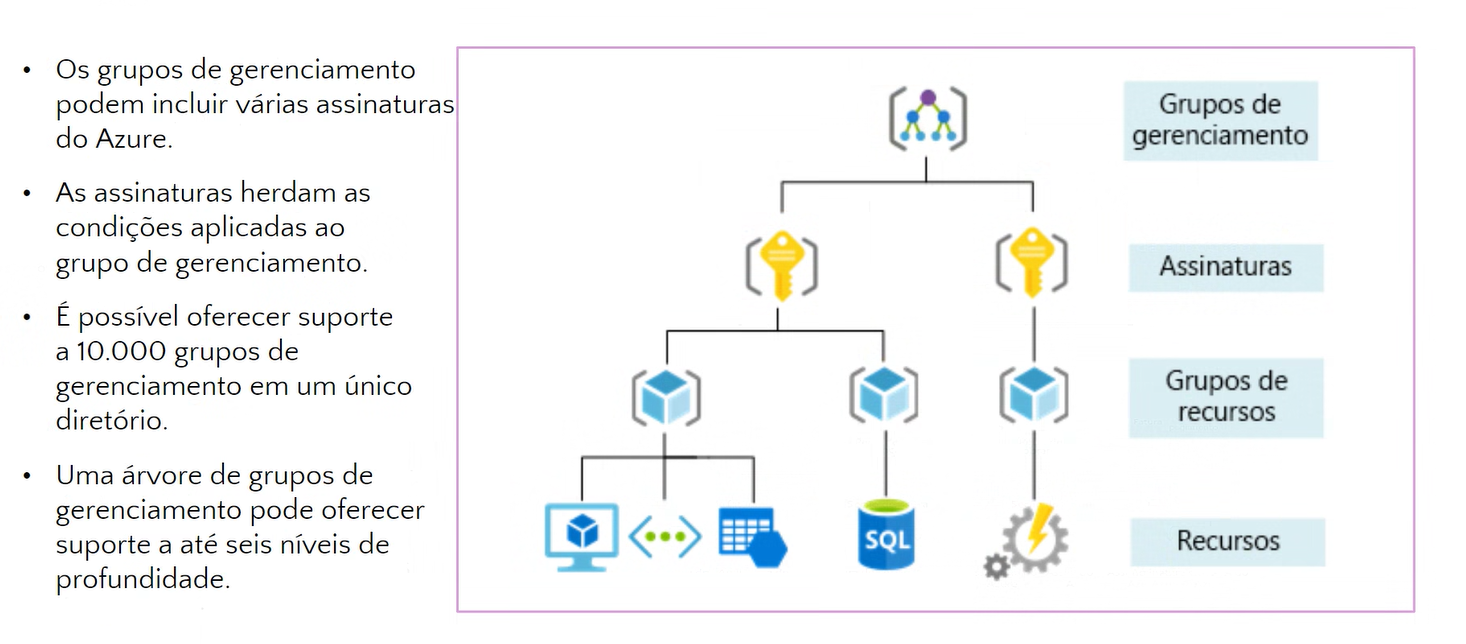 • Os grupos de gerenciamento
podem incluir várias assinaturas
do Azure.
• As assinaturas herdam as
condições aplicadas ao
grupo de gerenciamento.
• É possível oferecer suporte
a 10.000 grupos de
gerenciamento em um único
diretório.
• Uma árvore de grupos de
gerenciamento pode oferecer
suporte a até seis níveis de
profundidade.
Grupos de
gerenciamento
Assinaturas
Grupos de
recursos
SQL
Recursos